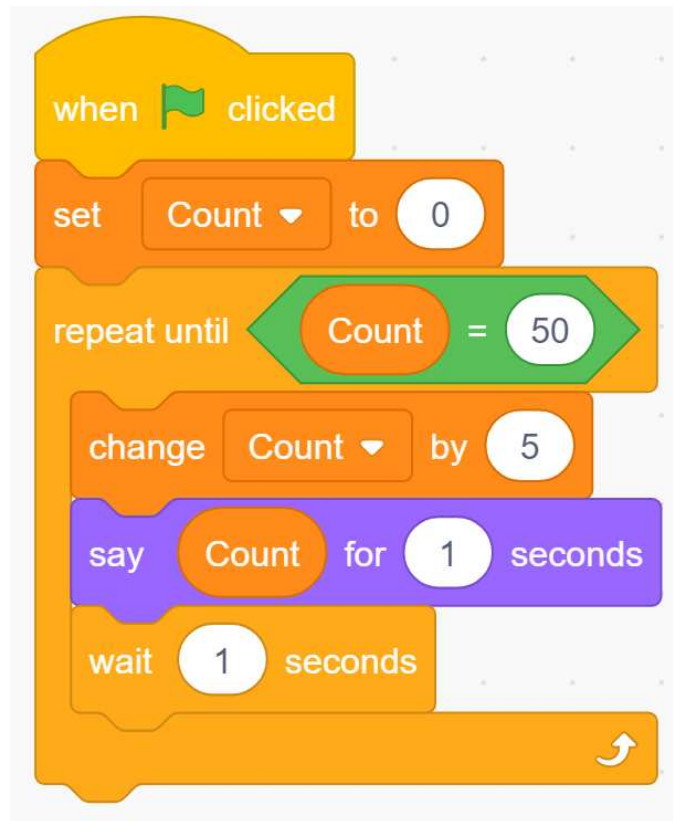 when clicked
set Count to 0
repeat until Count = 50
change Count by 5
say Count for 1 seconds
wait 1 seconds